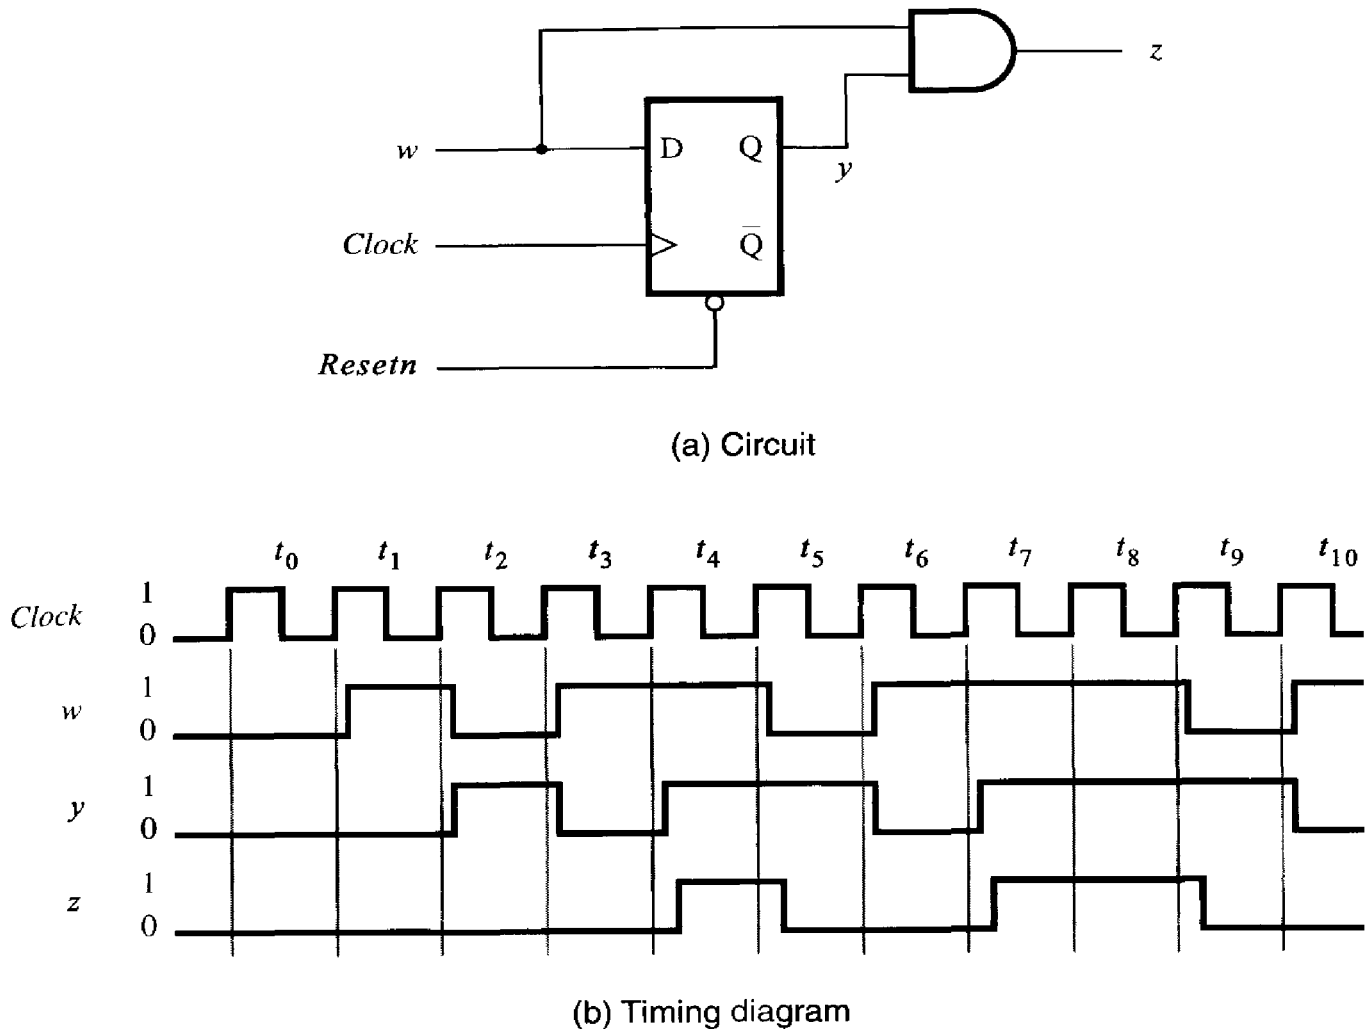 z
w
D
Q
y
Clock
Q̅
Resetn
(a) Circuit
t₀ t₁ t₂ t₃ t₄ t₅ t₆ t₇ t₈ t₉ t₁₀
Clock
1
0
w
1
0
y
1
0
z
1
0
(b) Timing diagram